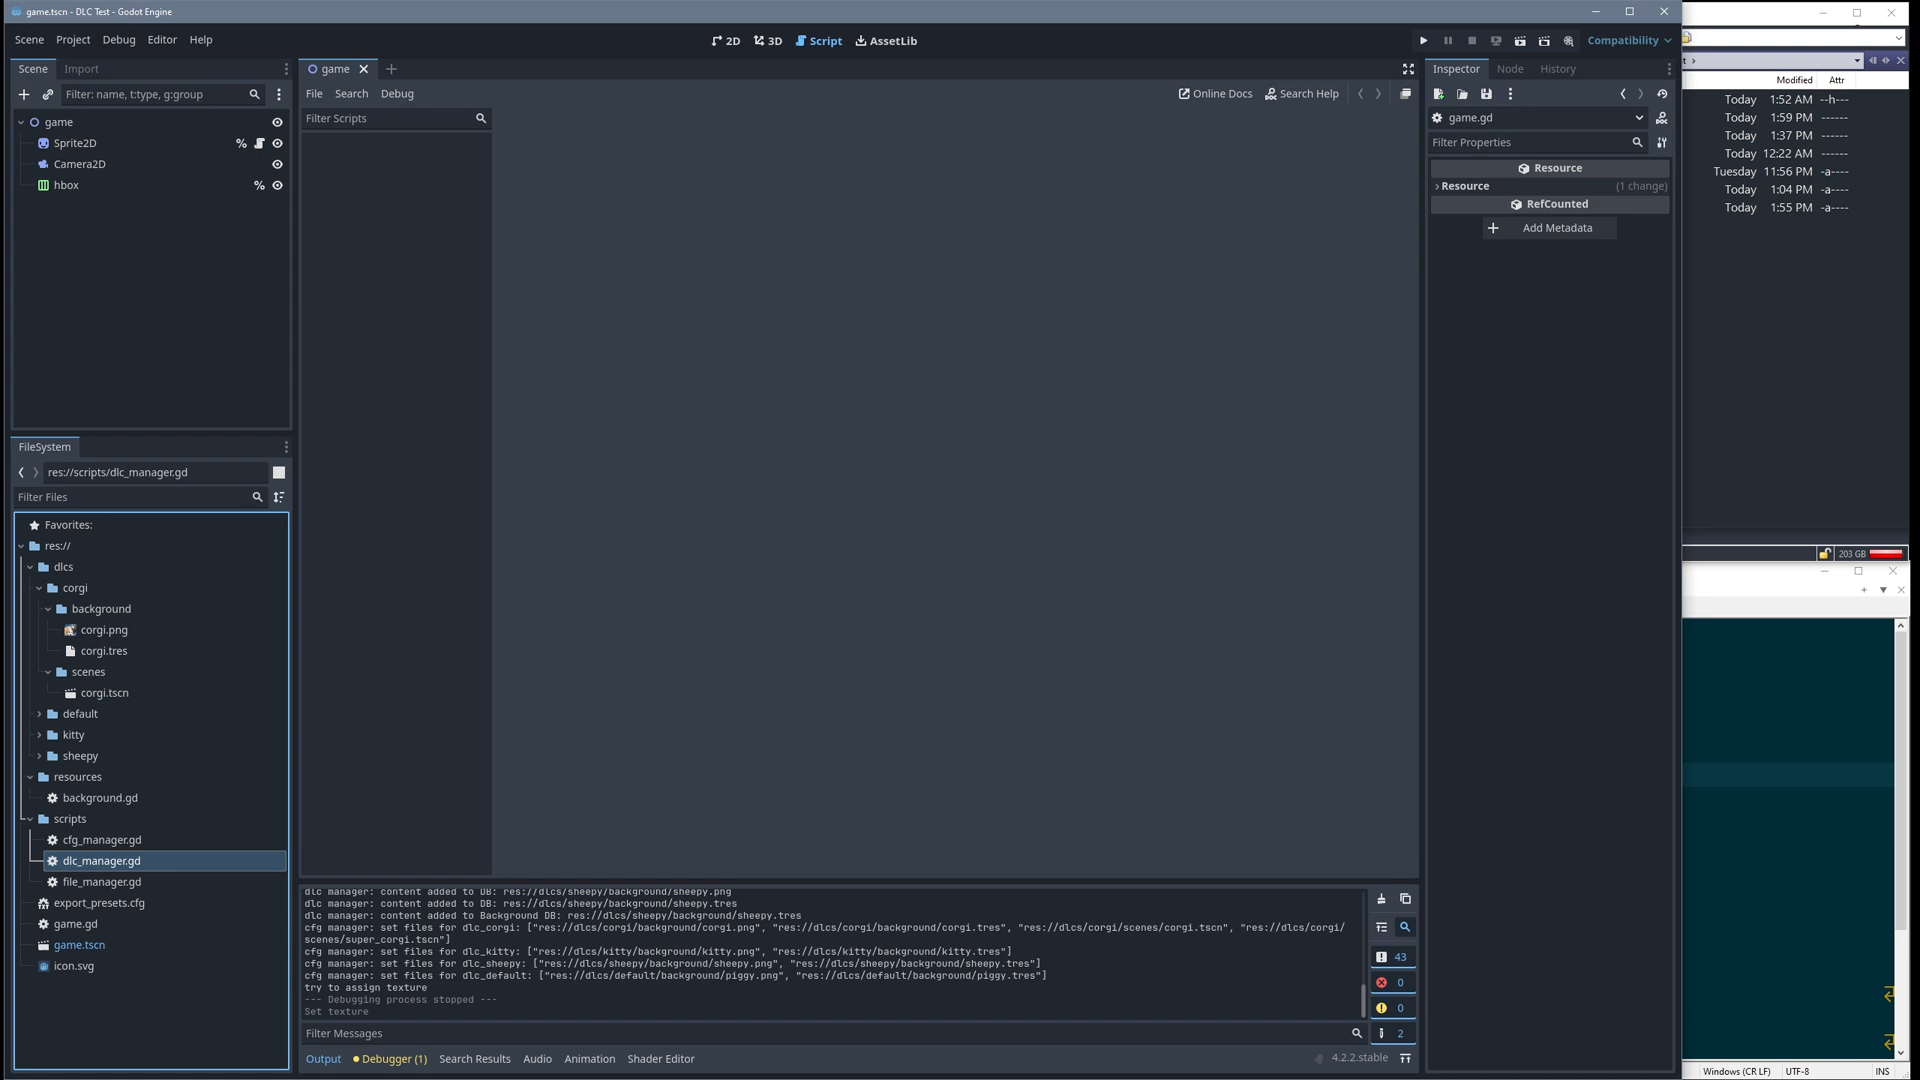 game.tscn - DLC Test - Godot Engine
Scene Project Debug Editor Help
2D 3D Script AssetLib
Compatibility
Scene Import
game
Inspector Node History
Filter: name, t:type, g:group
File Search Debug
Online Docs Search Help
Filter Scripts
game.gd
Filter Properties
game
Sprite2D
Camera2D
hbox
Resource
Resource (1 change)
RefCounted
Add Metadata
Modified Attr
Today 1:52 AM --h---
Today 1:59 PM ------
Today 1:37 PM ------
Today 12:22 AM ------
Tuesday 11:56 PM -a----
Today 1:04 PM -a----
Today 1:55 PM -a----
203 GB
FileSystem
res://scripts/dlc_manager.gd
Filter Files
Favorites:
res://
dlcs
corgi
background
corgi.png
corgi.tres
scenes
corgi.tscn
default
kitty
sheepy
resources
background.gd
scripts
cfg_manager.gd
dlc_manager.gd
file_manager.gd
export_presets.cfg
game.gd
game.tscn
icon.svg
dlc manager: content added to DB: res://dlcs/sheepy/background/sheepy.png
dlc manager: content added to DB: res://dlcs/sheepy/background/sheepy.tres
dlc manager: content added to Background DB: res://dlcs/sheepy/background/sheepy.tres
cfg manager: set files for dlc_corgi: ["res://dlcs/corgi/background/corgi.png", "res://dlcs/corgi/background/corgi.tres", "res://dlcs/corgi/scenes/corgi.tscn", "res://dlcs/corgi/
scenes/super_corgi.tscn"]
cfg manager: set files for dlc_kitty: ["res://dlcs/kitty/background/kitty.png", "res://dlcs/kitty/background/kitty.tres"]
cfg manager: set files for dlc_sheepy: ["res://dlcs/sheepy/background/sheepy.png", "res://dlcs/sheepy/background/sheepy.tres"]
cfg manager: set files for dlc_default: ["res://dlcs/default/background/piggy.png", "res://dlcs/default/background/piggy.tres"]
try to assign texture
--- Debugging process stopped ---
Set texture
43
0
0
2
Filter Messages
Output Debugger (1) Search Results Audio Animation Shader Editor
4.2.2.stable
Windows (CR LF) UTF-8 INS